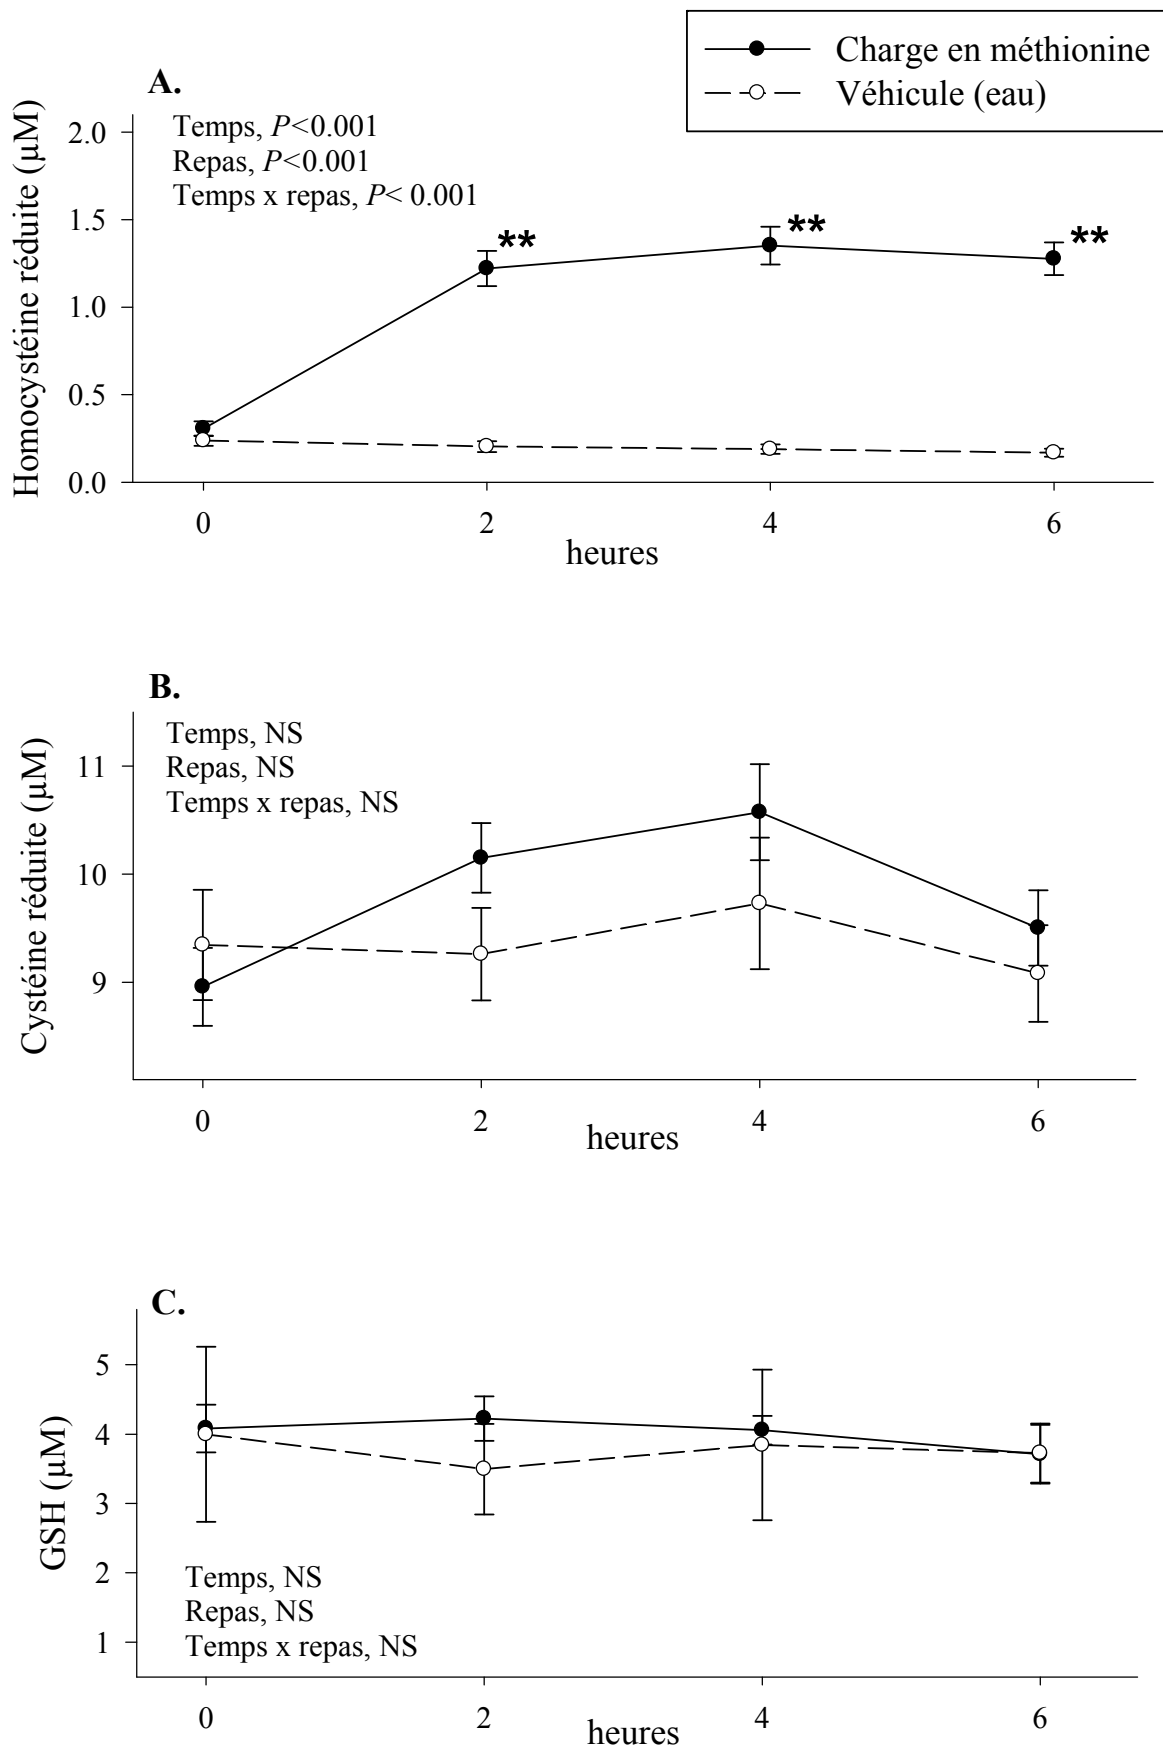 Charge en méthionine
Véhicule (eau)
A.
Temps, P<0.001
Repas, P<0.001
Temps x repas, P< 0.001
Homocystéine réduite (µM)
2.0
1.5
1.0
0.5
0.0
**
**
**
0 2 4 6
heures
B.
Temps, NS
Repas, NS
Temps x repas, NS
Cystéine réduite (µM)
11
10
9
0 2 4 6
heures
C.
GSH (µM)
5
4
3
2
1
Temps, NS
Repas, NS
Temps x repas, NS
0 2 4 6
heures